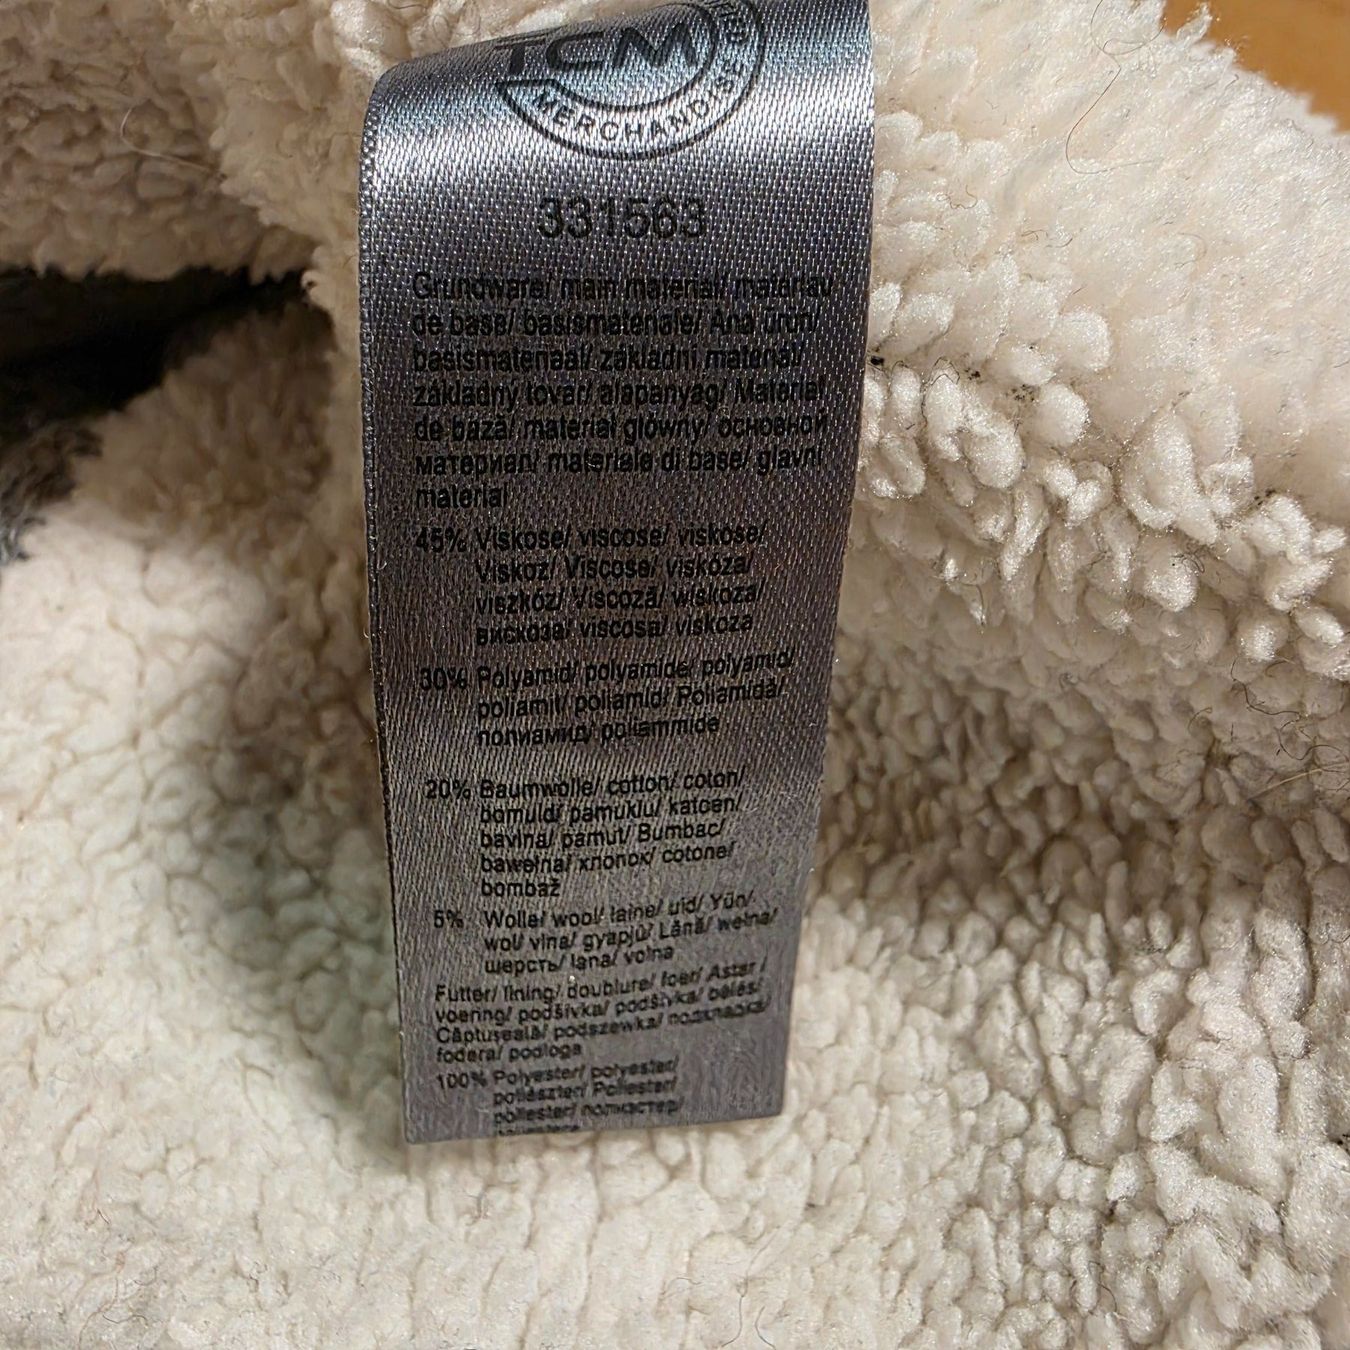 TCM
MERCHANDISE
331563
Grundware/ main material/ matériau
de base/ basismateriale/ Ana ürün/
basismateriaal/ základní materiál/
základný tovar/ alapanyag/ Material
de bază/ materiał główny/ основной
материал/ materiale di base/ glavni
material
45% Viskose/ viscose/ viskose/
Viskoz/ Viscose/ viskóza/
viszkóz/ Viscoză/ wiskoza/
вискоза/ viscosa/ viskoza
30% Polyamid/ polyamide/ polyamid/
poliamit/ poliamid/ Poliamidă/
полиамид/ poliammide
20% Baumwolle/ cotton/ coton/
bomuld/ pamuklu/ katoen/
bavlna/ pamut/ Bumbac/
bawełna/ хлопок/ cotone/
bombaž
5% Wolle/ wool/ laine/ uld/ Yün/
wol/ vlna/ gyapjú/ Lână/ wełna/
шерсть/ lana/ volna
Futter/ lining/ doublure/ foer/ Astar /
voering/ podšívka/ podšívka/ bélés/
Căptuşeală/ podszewka/ подкладка/
fodera/ podloga
100% Polyester/ polyester/
poliészter/ Poliester/
poliester/ полиэстер/